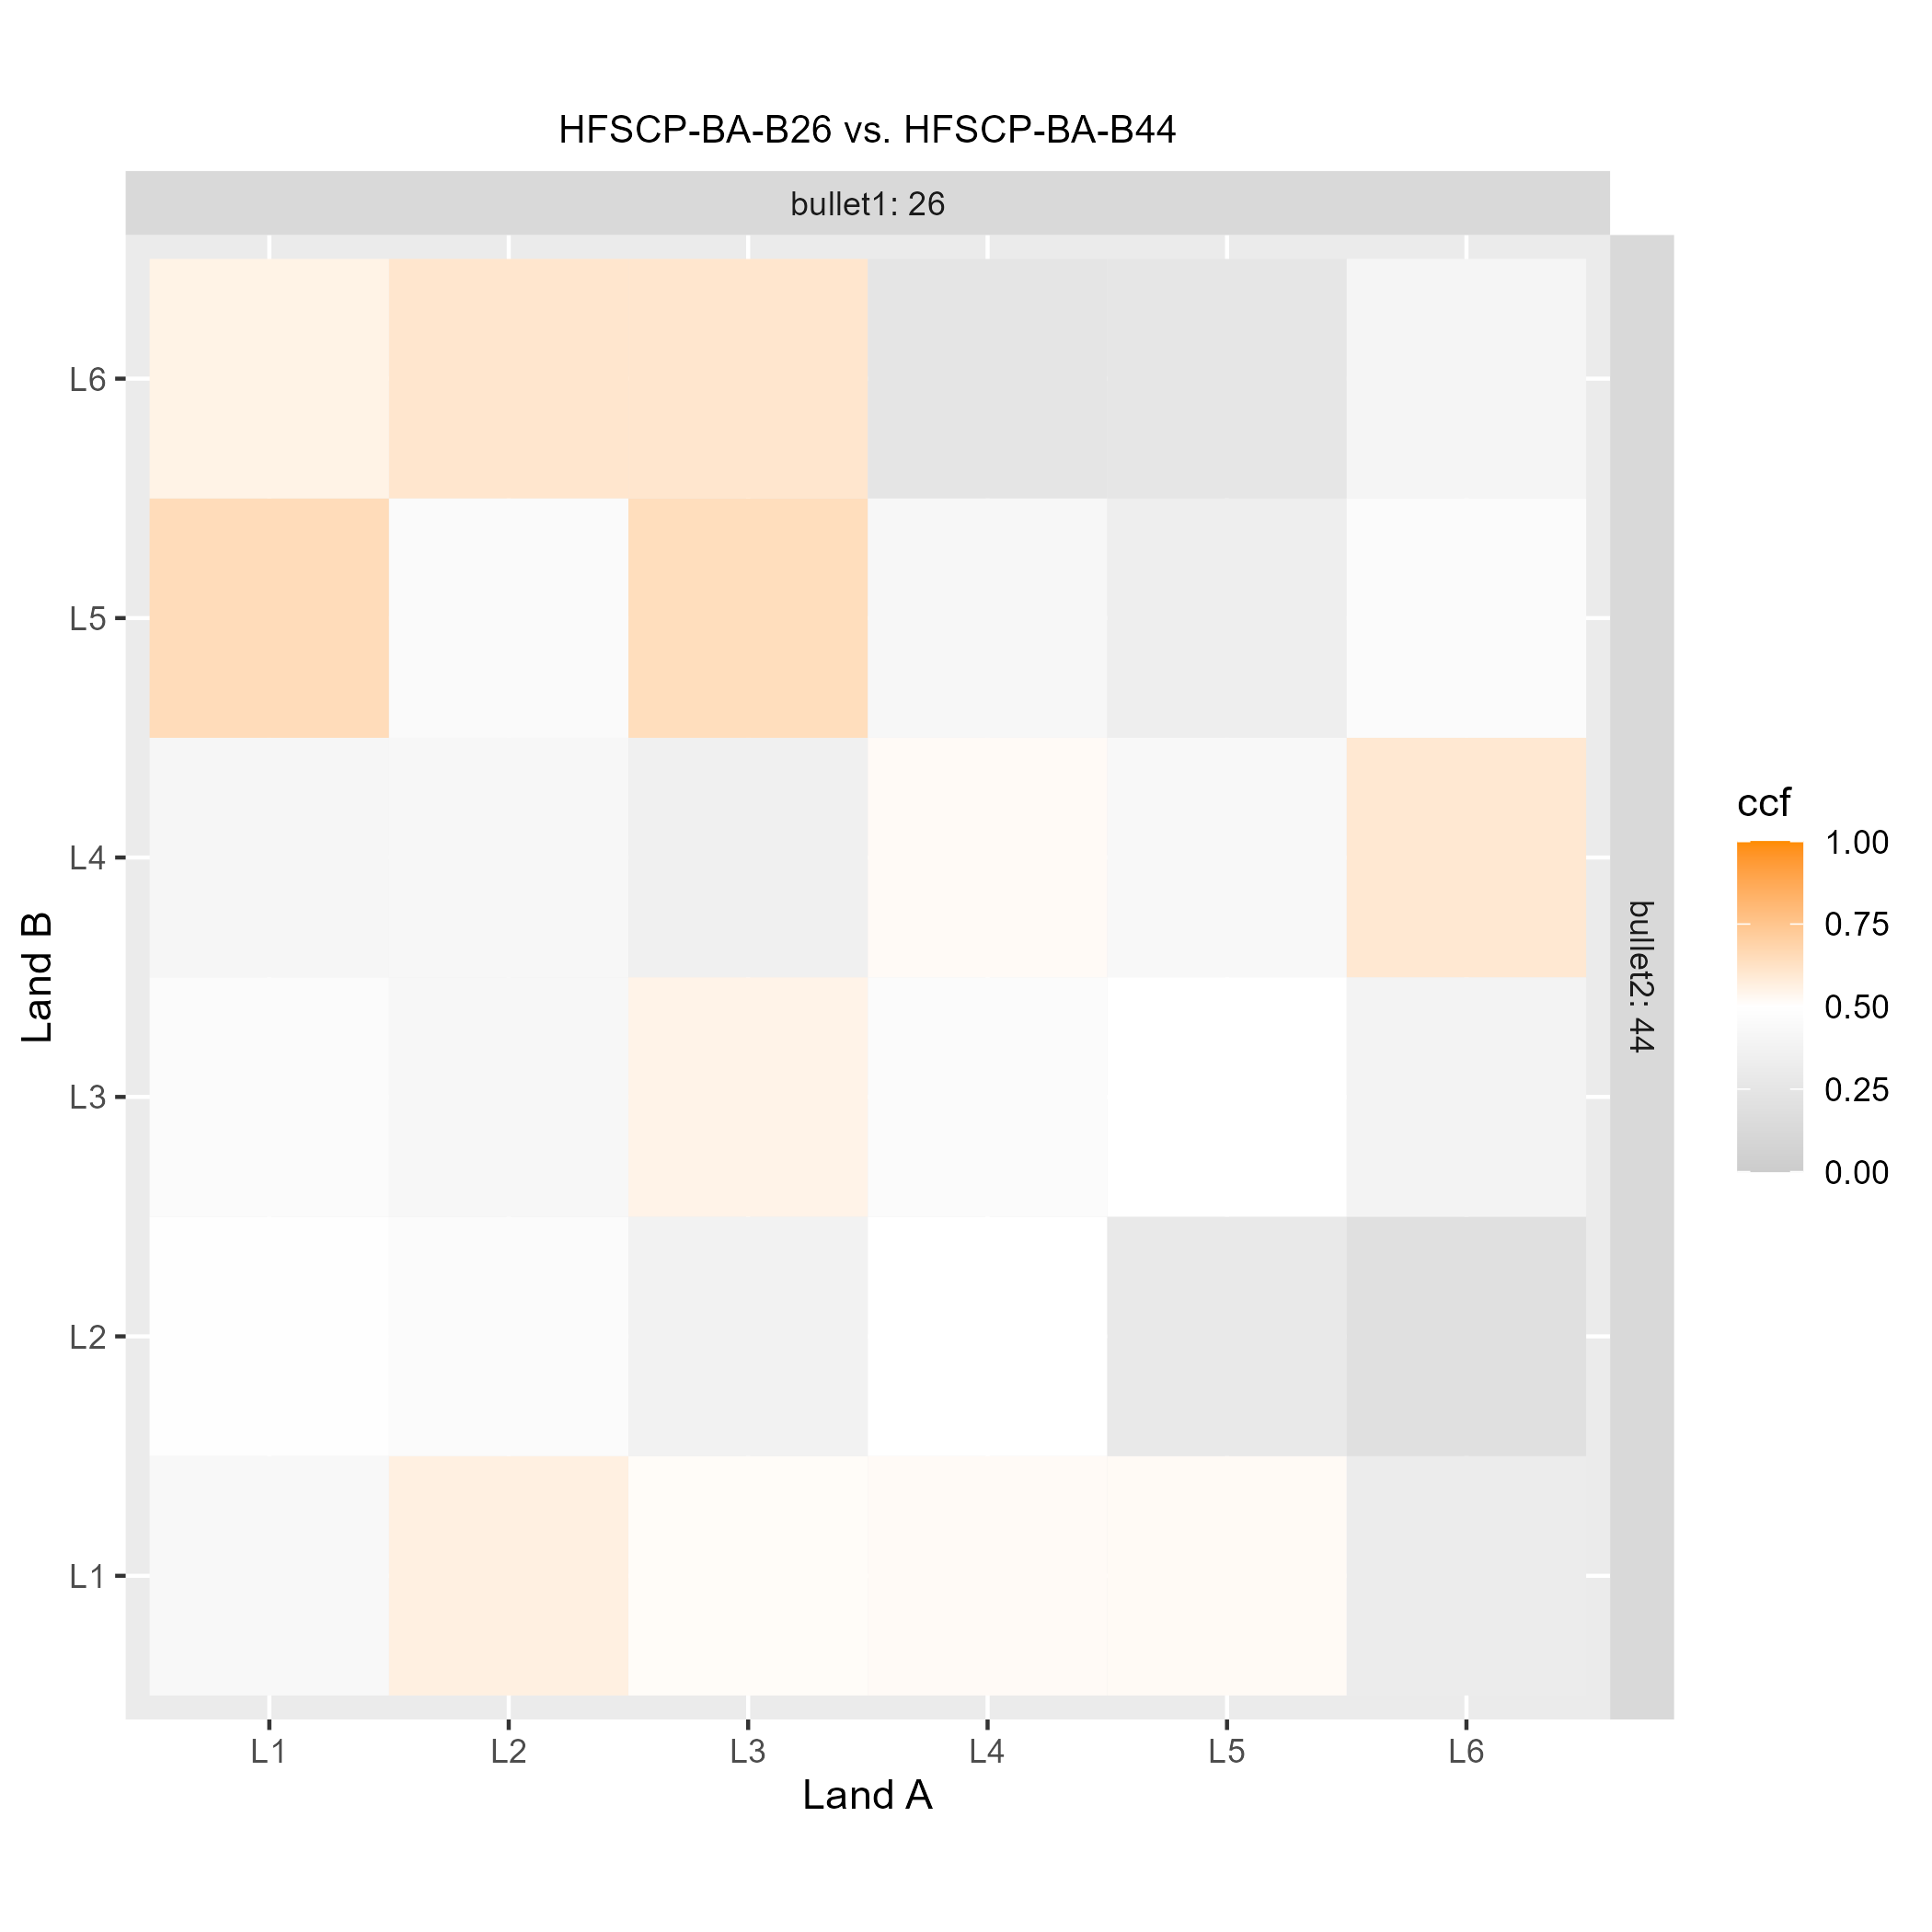 HFSCP-BA-B26 vs. HFSCP-BA-B44
bullet1: 26
L6
L5
L4
L3
L2
L1
Land B
bullet2: 44
L1 L2 L3 L4 L5 L6
Land A
ccf
1.00
0.75
0.50
0.25
0.00